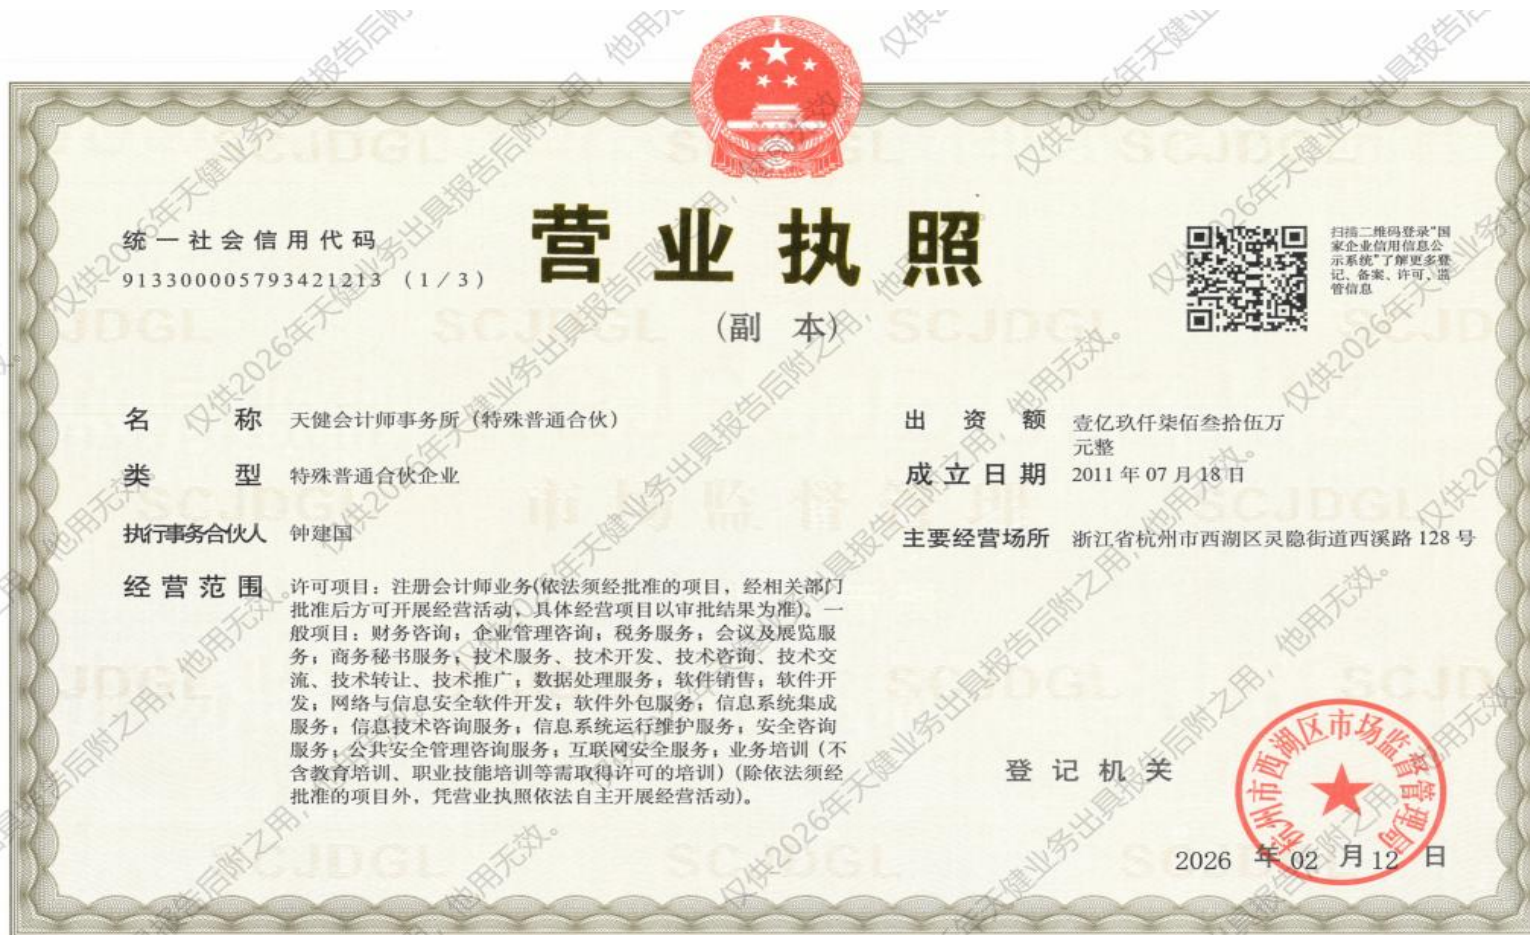 统一社会信用代码
913300005793421213 (1/3)
营业执照
(副 本)
扫描二维码登录“国
家企业信用信息公
示系统”了解更多登
记、备案、许可、监
管信息
名 称 天健会计师事务所（特殊普通合伙）
类 型 特殊普通合伙企业
执行事务合伙人 钟建国
经营范围 许可项目：注册会计师业务(依法须经批准的项目，经相关部门
批准后方可开展经营活动，具体经营项目以审批结果为准)。一
般项目：财务咨询；企业管理咨询；税务服务；会议及展览服
务；商务秘书服务；技术服务、技术开发、技术咨询、技术交
流、技术转让、技术推广；数据处理服务；软件销售；软件开
发；网络与信息安全软件开发；软件外包服务；信息系统集成
服务；信息技术咨询服务；信息系统运行维护服务；安全咨询
服务；公共安全管理咨询服务；互联网安全服务；业务培训（不
含教育培训、职业技能培训等需取得许可的培训）(除依法须经
批准的项目外，凭营业执照依法自主开展经营活动)。
出 资 额 壹亿玖仟柒佰叁拾伍万
元整
成立日期 2011年07月18日
主要经营场所 浙江省杭州市西湖区灵隐街道西溪路128号
登记机关
杭州市西湖区市场监督管理局
2026 年 02 月 12 日
仅供2026年天健业务出具报告后附之用，他用无效。
SCJDGL
市场监督管理